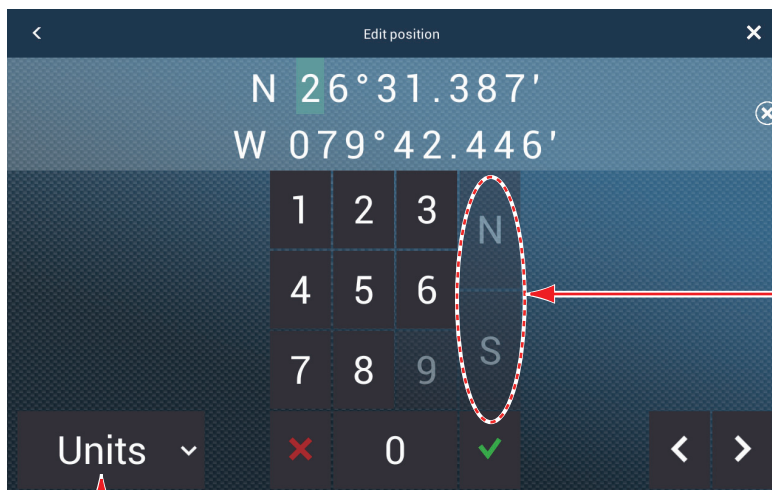 Edit position
N 26°31.387'
W 079°42.446'
1 2 3 N
4 5 6
7 8 9 S
Units 0